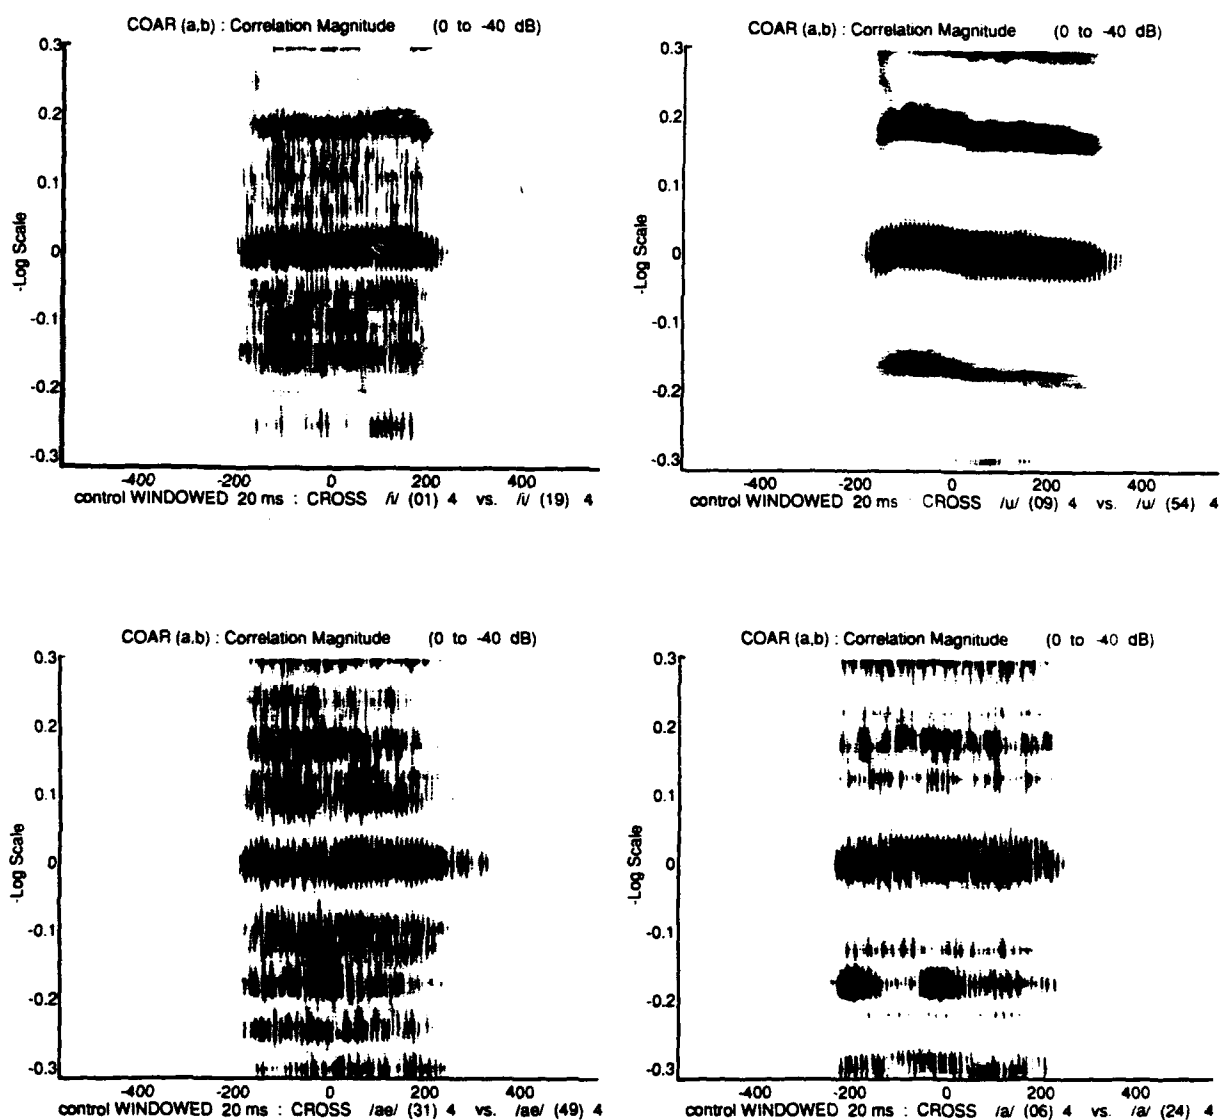 COAR (a,b) : Correlation Magnitude (0 to -40 dB)
0.3
0.2
0.1
0
-0.1
-0.2
-0.3
-Log Scale
-400 -200 0 200 400
control WINDOWED 20 ms : CROSS /i/ (01) 4 vs. /i/ (19) 4
COAR (a,b) : Correlation Magnitude (0 to -40 dB)
0.3
0.2
0.1
0
-0.1
-0.2
-0.3
-Log Scale
-400 -200 0 200 400
control WINDOWED 20 ms : CROSS /u/ (09) 4 vs. /u/ (54) 4
COAR (a,b) : Correlation Magnitude (0 to -40 dB)
0.3
0.2
0.1
0
-0.1
-0.2
-0.3
-Log Scale
-400 -200 0 200 400
control WINDOWED 20 ms : CROSS /ae/ (31) 4 vs. /ae/ (49) 4
COAR (a,b) : Correlation Magnitude (0 to -40 dB)
0.3
0.2
0.1
0
-0.1
-0.2
-0.3
-Log Scale
-400 -200 0 200 400
control WINDOWED 20 ms : CROSS /a/ (06) 4 vs. /a/ (24) 4